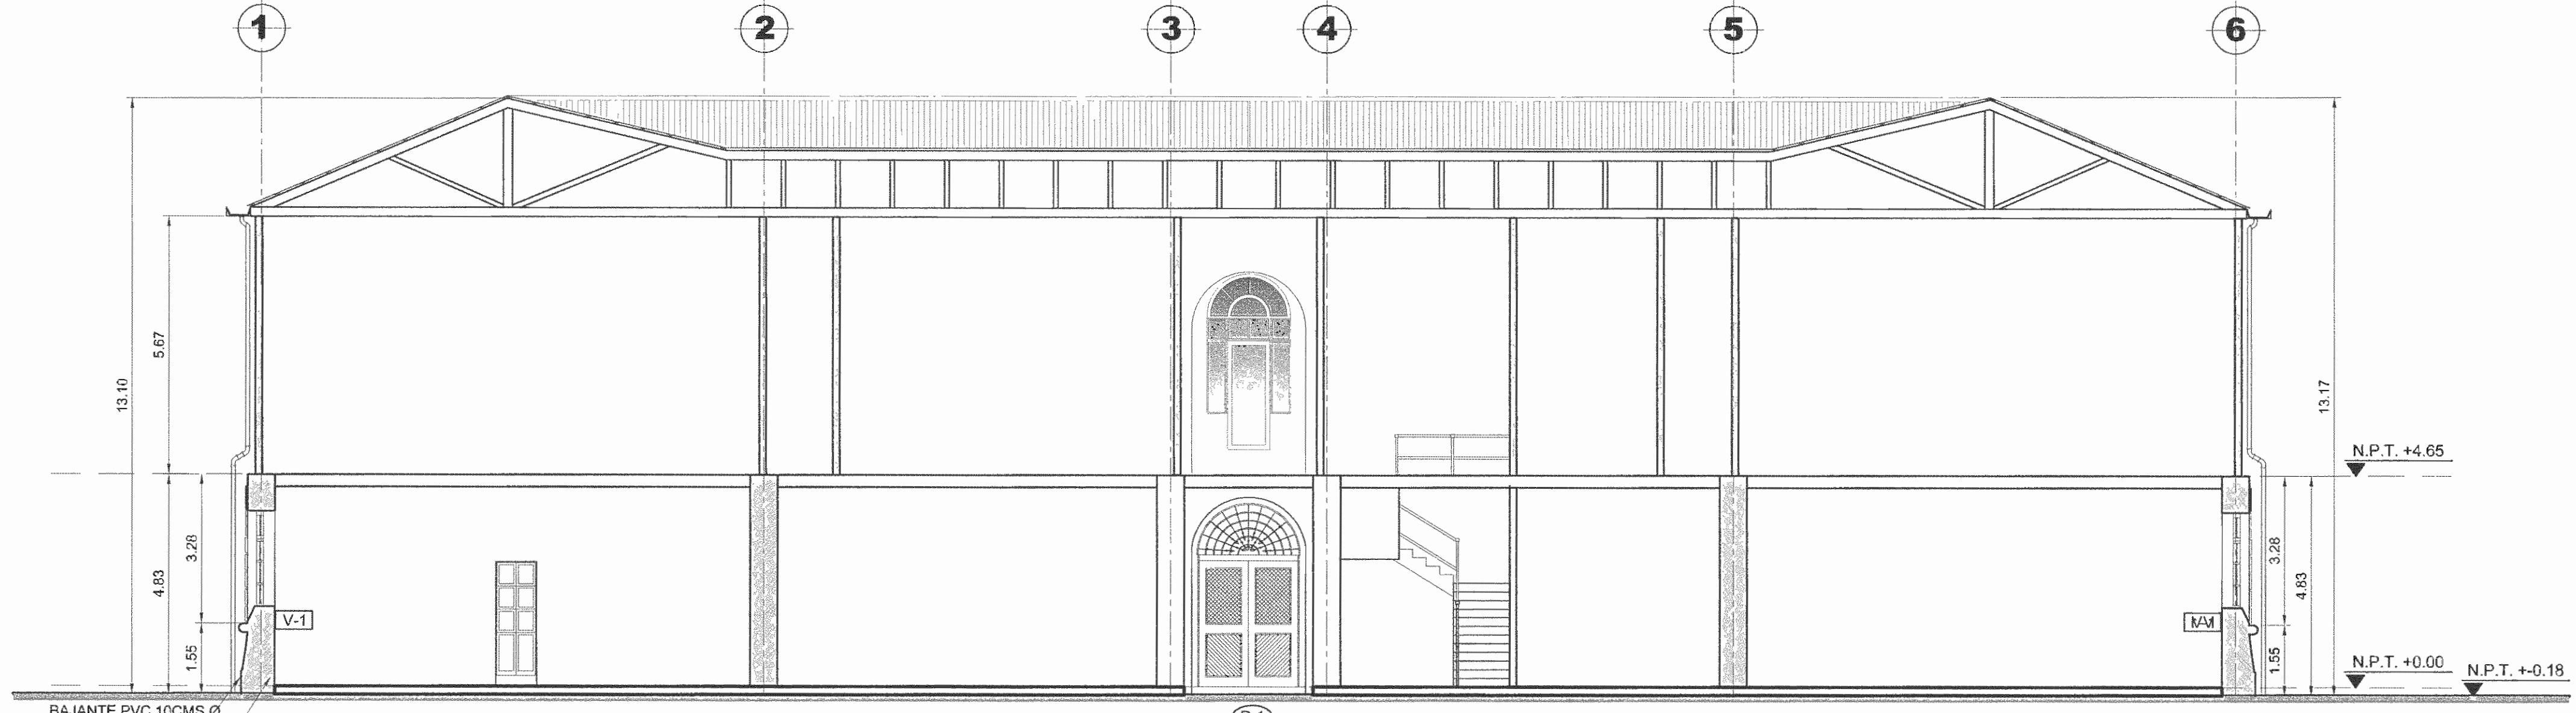 1 2 3 4 5 6
13.10
5.67
4.83
3.28
1.55
V-1
13.17
N.P.T. +4.65
3.28
4.83
1.55
N.P.T. +0.00
N.P.T. +-0.18
BAJANTE PVC 10CMS Ø